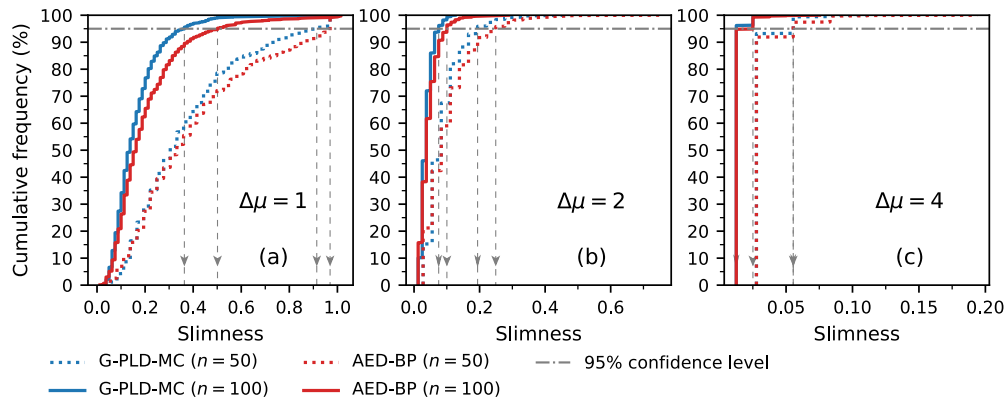 Cumulative frequency (%)
100
90
80
70
60
50
40
30
20
10
0
Δμ = 1
(a)
0.0 0.2 0.4 0.6 0.8 1.0
Slimness
100
90
80
70
60
50
40
30
20
10
0
Δμ = 2
(b)
0.0 0.2 0.4 0.6
Slimness
100
90
80
70
60
50
40
30
20
10
0
Δμ = 4
(c)
0.00 0.05 0.10 0.15 0.20
Slimness
G-PLD-MC (n = 50) AED-BP (n = 50) 95% confidence level
G-PLD-MC (n = 100) AED-BP (n = 100)